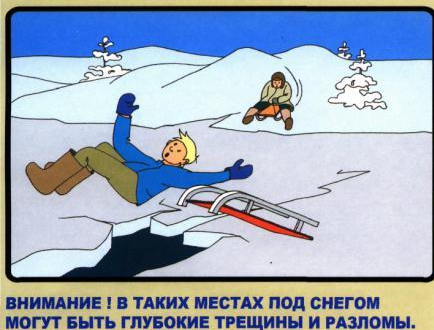 ВНИМАНИЕ ! В ТАКИХ МЕСТАХ ПОД СНЕГОМ
МОГУТ БЫТЬ ГЛУБОКИЕ ТРЕЩИНЫ И РАЗЛОМЫ.